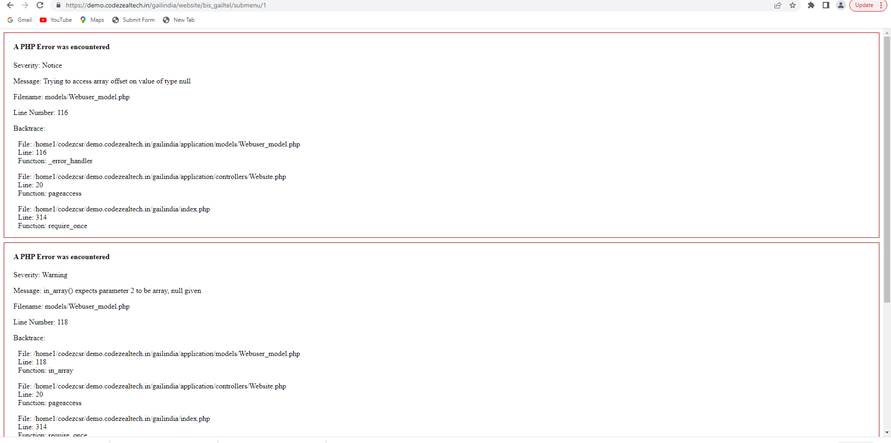 https://demo.codezealtech.in/gailindia/website/bis_gailtel/submenu/1
Update
Gmail
YouTube
Maps
Submit Form
New Tab
A PHP Error was encountered
Severity: Notice
Message: Trying to access array offset on value of type null
Filename: models/Webuser_model.php
Line Number: 116
Backtrace:
File: /home1/codezcsr/demo.codezealtech.in/gailindia/application/models/Webuser_model.php
Line: 116
Function: _error_handler
File: /home1/codezcsr/demo.codezealtech.in/gailindia/application/controllers/Website.php
Line: 20
Function: pageaccess
File: /home1/codezcsr/demo.codezealtech.in/gailindia/index.php
Line: 314
Function: require_once
A PHP Error was encountered
Severity: Warning
Message: in_array() expects parameter 2 to be array, null given
Filename: models/Webuser_model.php
Line Number: 118
Backtrace:
File: /home1/codezcsr/demo.codezealtech.in/gailindia/application/models/Webuser_model.php
Line: 118
Function: in_array
File: /home1/codezcsr/demo.codezealtech.in/gailindia/application/controllers/Website.php
Line: 20
Function: pageaccess
File: /home1/codezcsr/demo.codezealtech.in/gailindia/index.php
Line: 314
Function: require_once